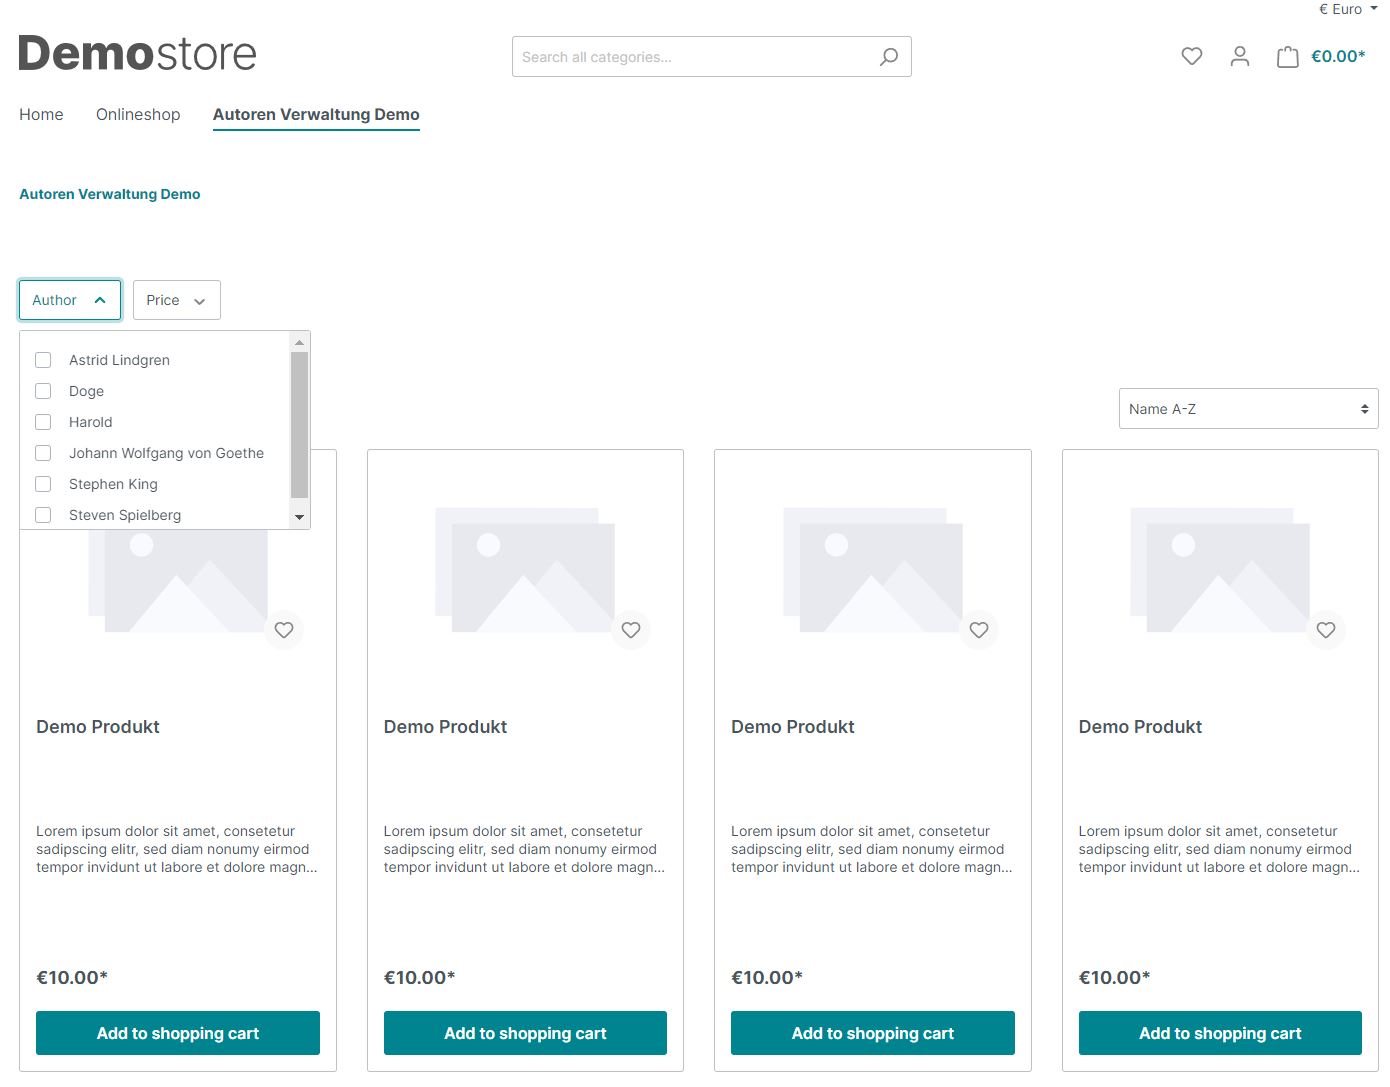 € Euro
Demostore
Search all categories...
€0.00*
Home
Onlineshop
Autoren Verwaltung Demo
Autoren Verwaltung Demo
Author
Price
Astrid Lindgren
Doge
Harold
Johann Wolfgang von Goethe
Stephen King
Steven Spielberg
Name A-Z
Demo Produkt
Lorem ipsum dolor sit amet, consetetur
sadipscing elitr, sed diam nonumy eirmod
tempor invidunt ut labore et dolore magn...
€10.00*
Add to shopping cart
Demo Produkt
Lorem ipsum dolor sit amet, consetetur
sadipscing elitr, sed diam nonumy eirmod
tempor invidunt ut labore et dolore magn...
€10.00*
Add to shopping cart
Demo Produkt
Lorem ipsum dolor sit amet, consetetur
sadipscing elitr, sed diam nonumy eirmod
tempor invidunt ut labore et dolore magn...
€10.00*
Add to shopping cart
Demo Produkt
Lorem ipsum dolor sit amet, consetetur
sadipscing elitr, sed diam nonumy eirmod
tempor invidunt ut labore et dolore magn...
€10.00*
Add to shopping cart